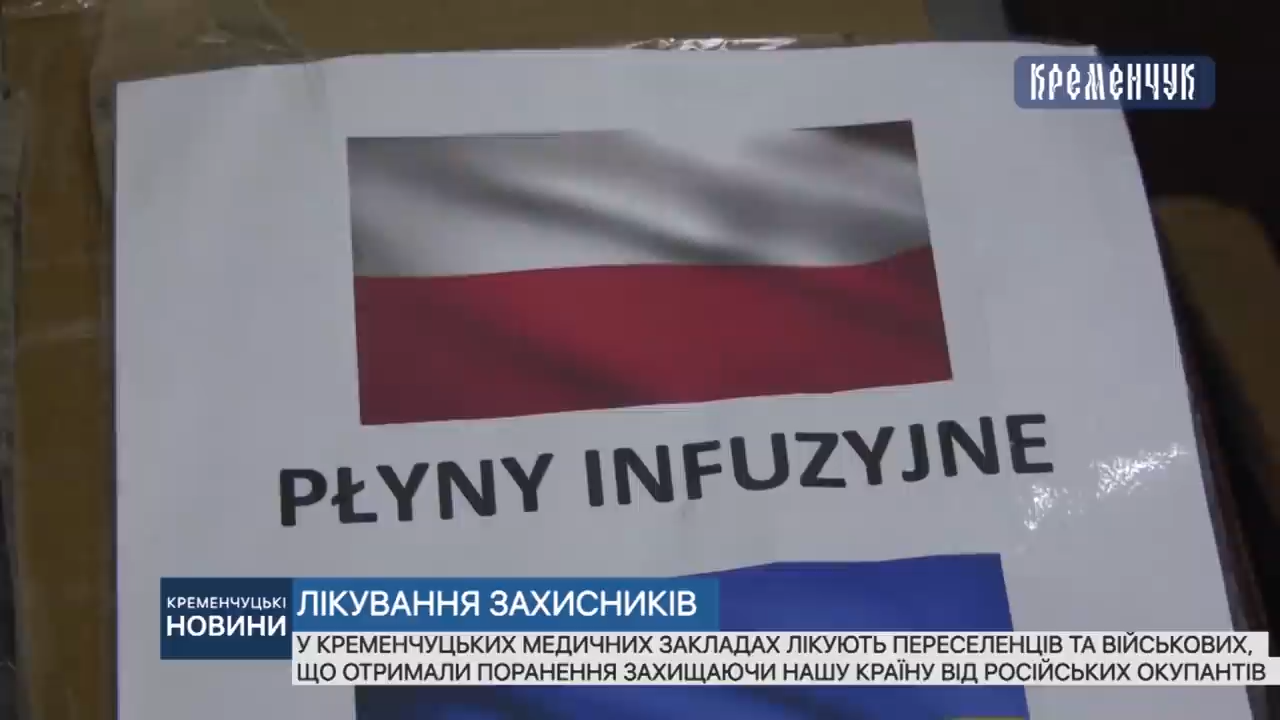 КРЕМЕНЧУК
PŁYNY INFUZYJNE
КРЕМЕНЧУЦЬКІ
НОВИНИ
ЛІКУВАННЯ ЗАХИСНИКІВ
У КРЕМЕНЧУЦЬКИХ МЕДИЧНИХ ЗАКЛАДАХ ЛІКУЮТЬ ПЕРЕСЕЛЕНЦІВ ТА ВІЙСЬКОВИХ,
ЩО ОТРИМАЛИ ПОРАНЕННЯ ЗАХИЩАЮЧИ НАШУ КРАЇНУ ВІД РОСІЙСЬКИХ ОКУПАНТІВ